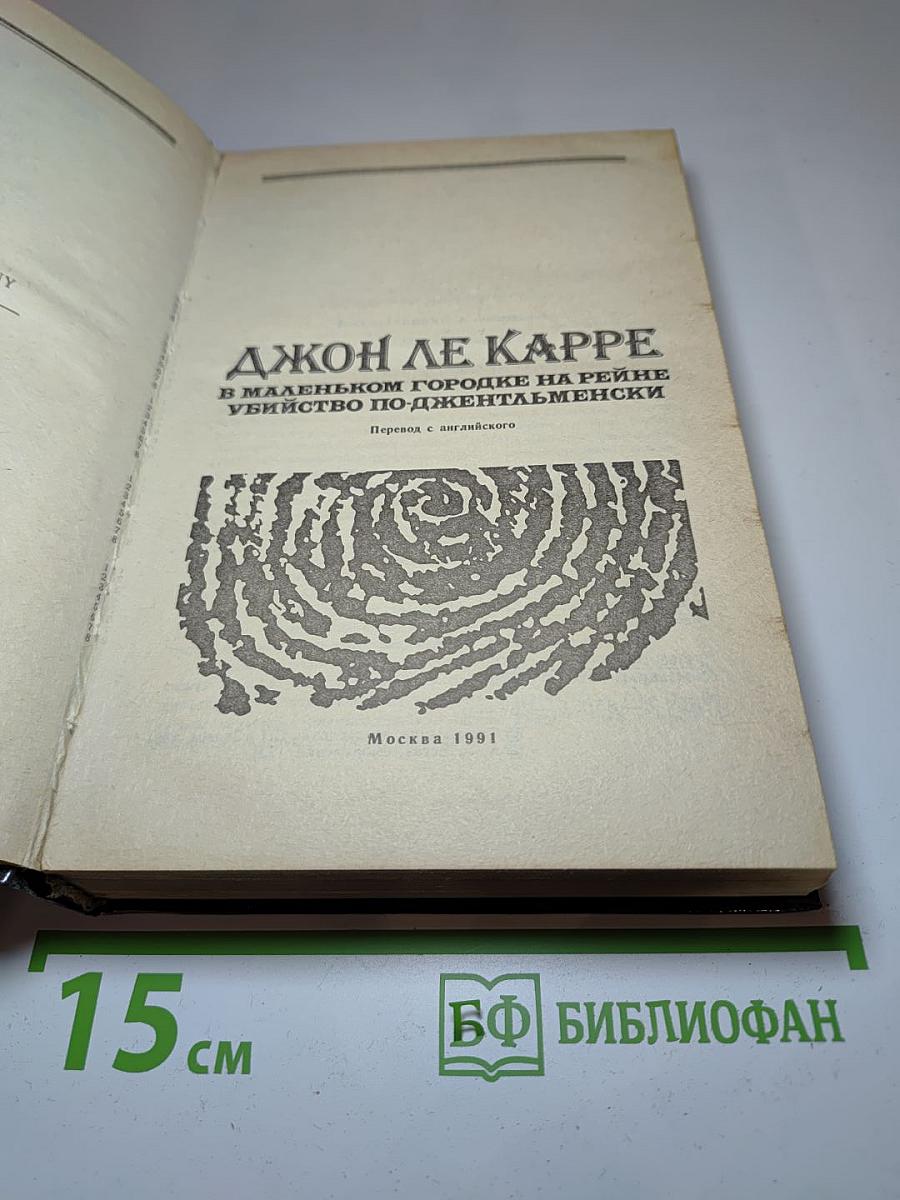 ДЖОН ЛЕ КАРРЕ
В МАЛЕНЬКОМ ГОРОДКЕ НА РЕЙНЕ
УБИЙСТВО ПО-ДЖЕНТЛЬМЕНСКИ
Перевод с английского
Москва 1991
15 см
БФ БИБЛИОФАН